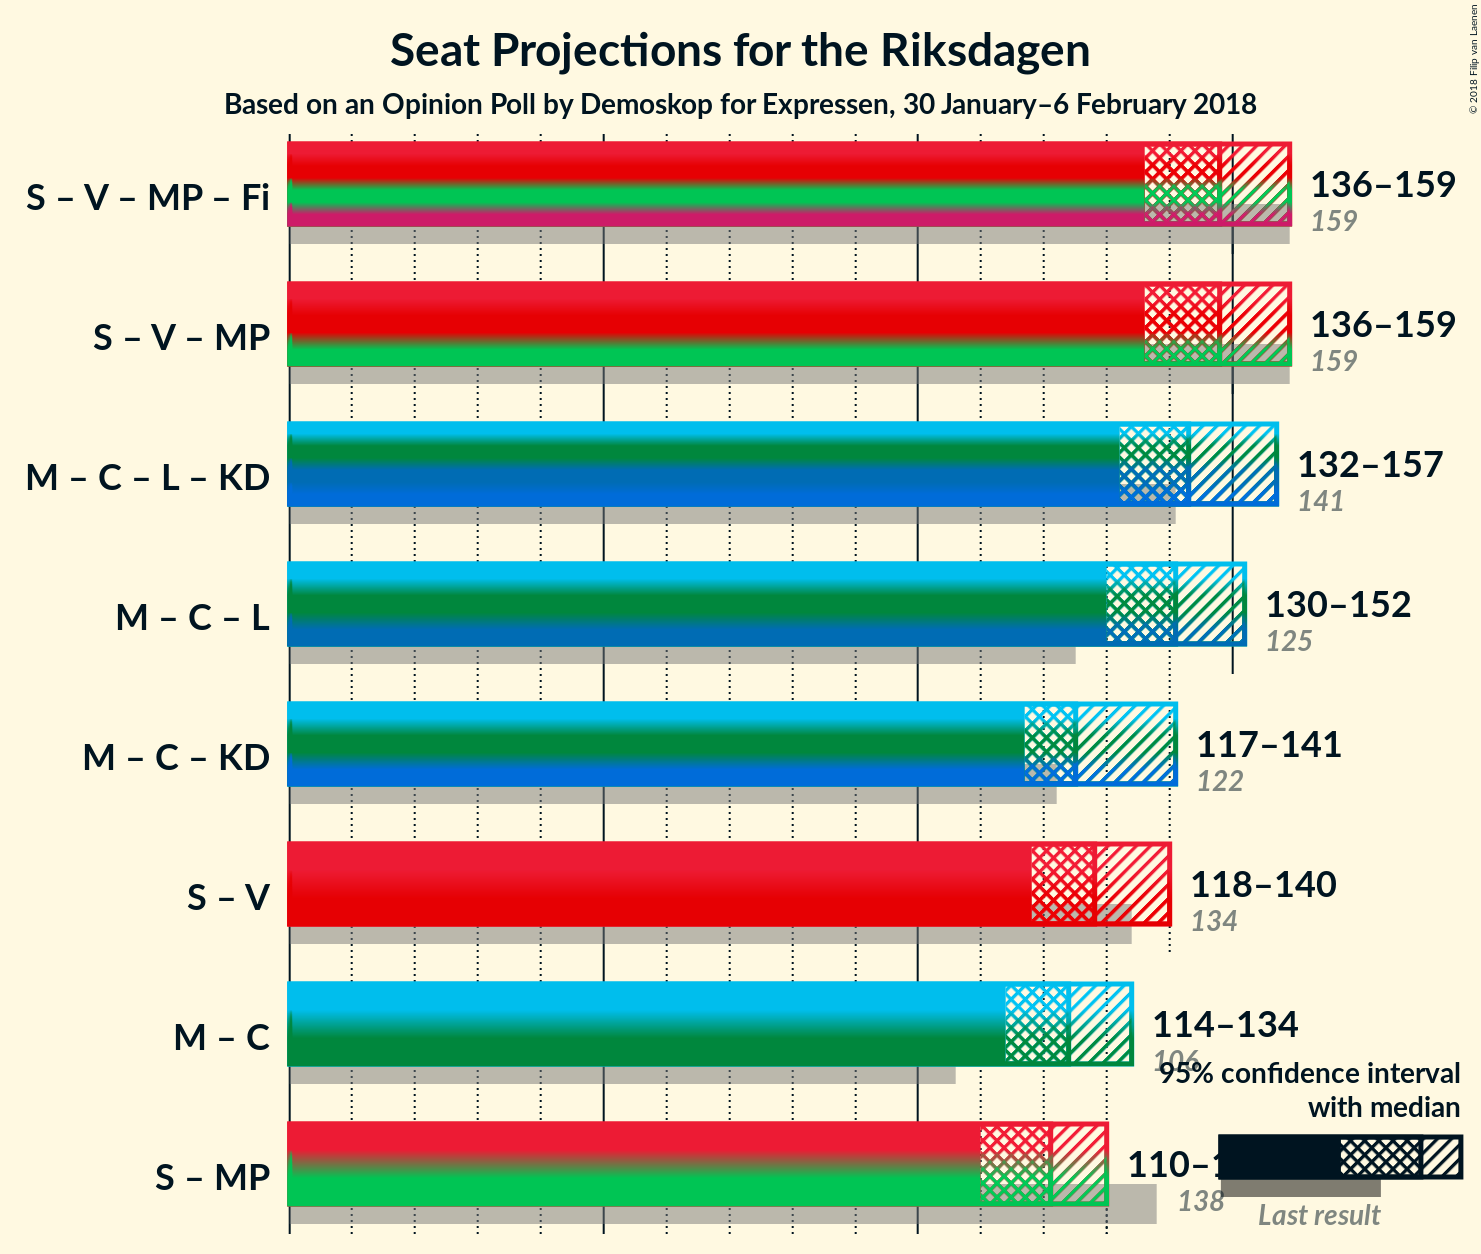 Seat Projections for the Riksdagen
Based on an Opinion Poll by Demoskop for Expressen, 30 January–6 February 2018
© 2018 Filip van Laenen
S – V – MP – Fi
136–159
159
S – V – MP
136–159
159
M – C – L – KD
132–157
141
M – C – L
130–152
125
M – C – KD
117–141
122
S – V
118–140
134
M – C
114–134
106
95% confidence interval
with median
S – MP
110–
138
Last result